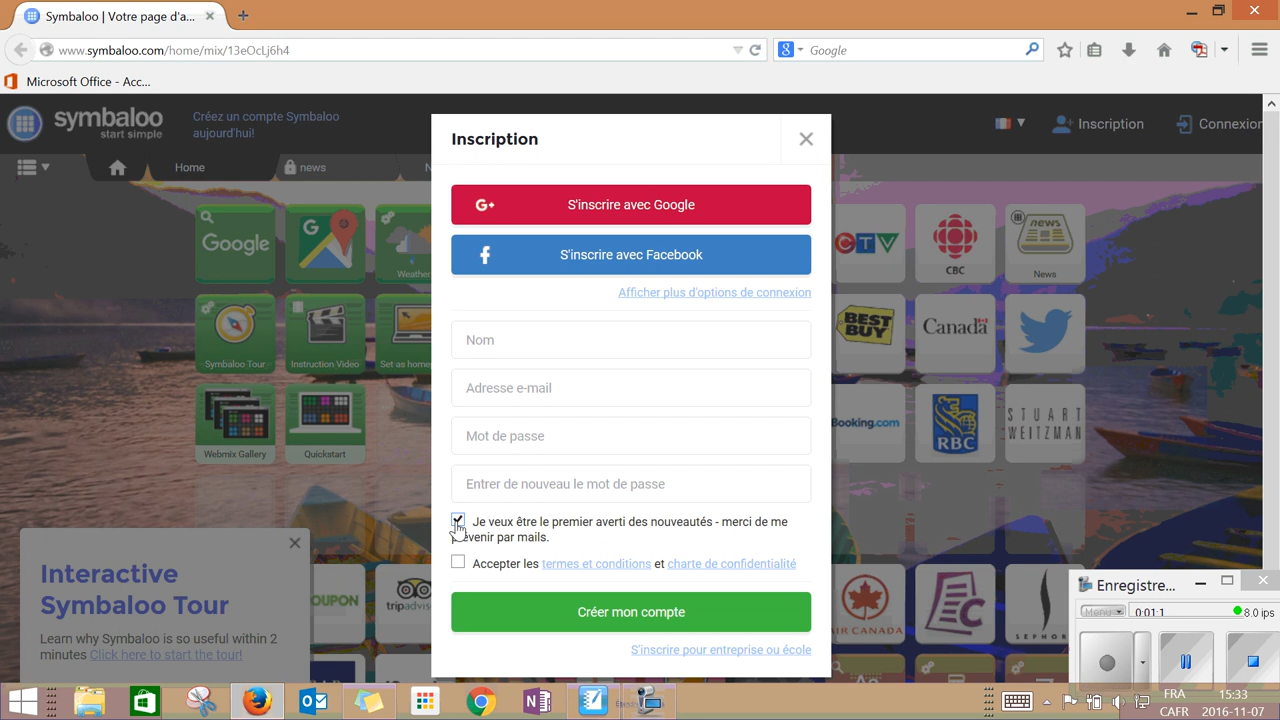 Symbaloo | Votre page d'a...
www.symbaloo.com/home/mix/13eOcLj6h4
Google
Microsoft Office - Acc...
symbaloo
start simple
Créez un compte Symbaloo
aujourd'hui!
Inscription
Connexion
Home
news
Inscription
S'inscrire avec Google
S'inscrire avec Facebook
Afficher plus d'options de connexion
Nom
Adresse e-mail
Mot de passe
Entrer de nouveau le mot de passe
Je veux être le premier averti des nouveautés - merci de me
prévenir par mails.
Accepter les termes et conditions et charte de confidentialité
Créer mon compte
S'inscrire pour entreprise ou école
Google
Weather
Symbaloo Tour
Instruction Video
Set as home
Webmix Gallery
Quickstart
CTV
CBC
news
News
BEST
BUY
Canada
Booking.com
RBC
STUART
WEITZMAN
Interactive
Symbaloo Tour
Learn why Symbaloo is so useful within 2
minutes Click here to start the tour!
OUPON
tripadvis
AIR CANADA
SEPHOR
Enregistre...
Menu
0:01:1
8.0 ips
FRA
CAFR
15:33
2016-11-07